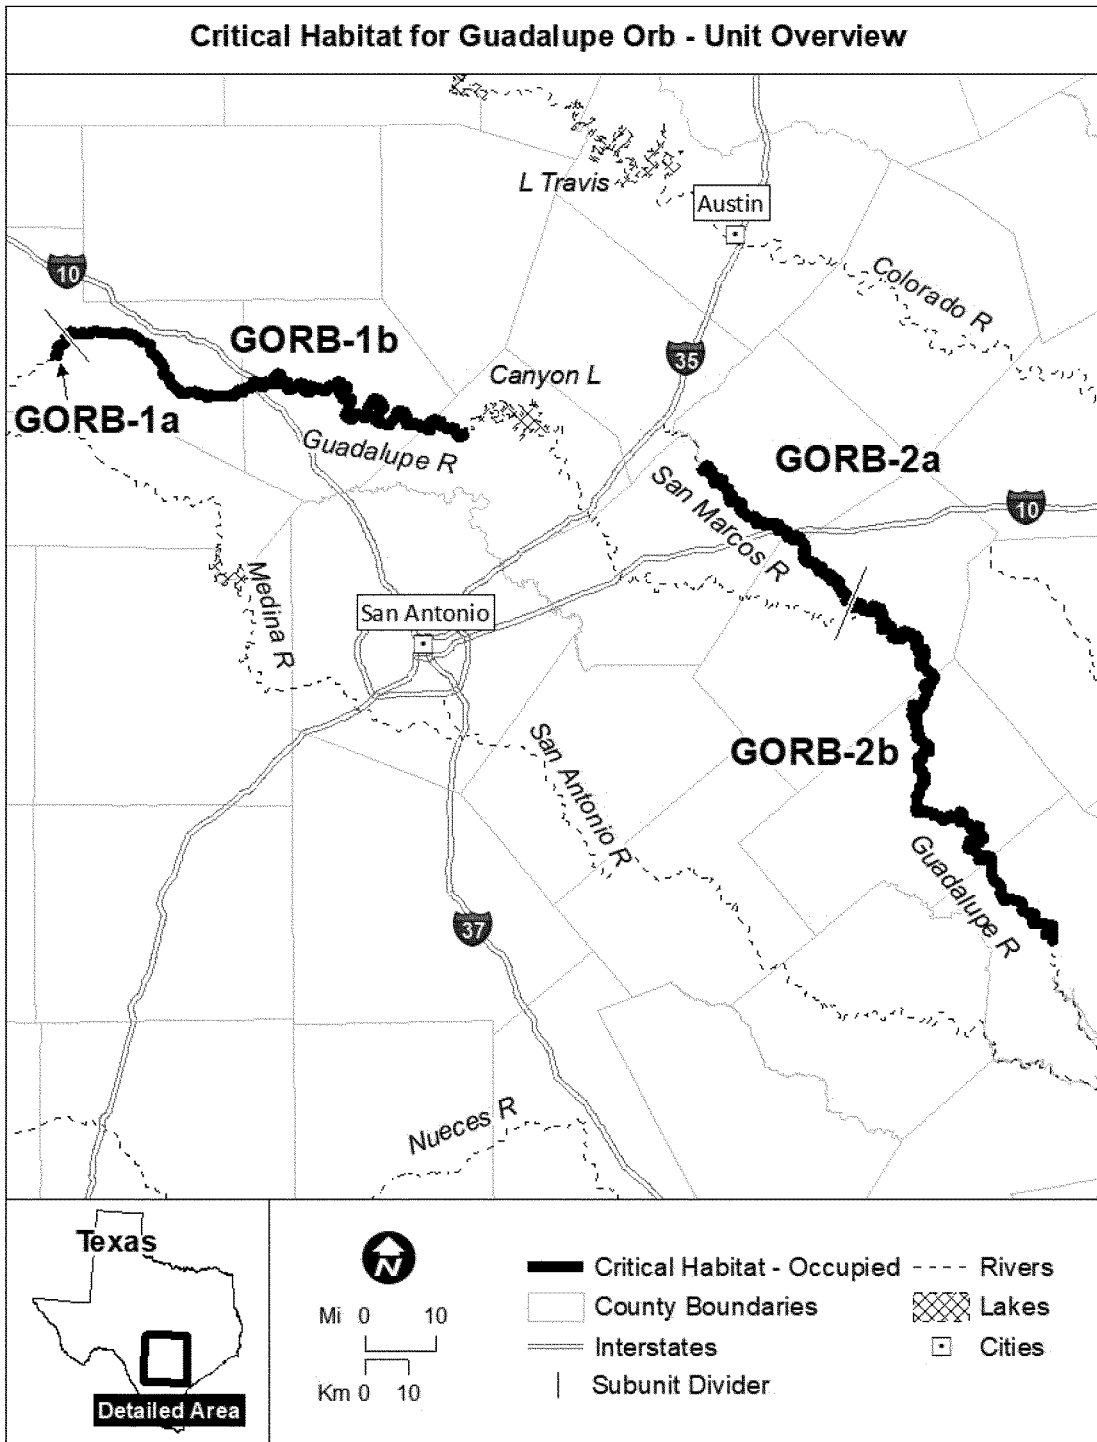 Critical Habitat for Guadalupe Orb - Unit Overview
L Travis
Austin
10
Colorado R
GORB-1b
35
Canyon L
GORB-1a
Guadalupe R
GORB-2a
San Marcos R
10
Medina R
San Antonio
San Antonio R
GORB-2b
Guadalupe R
37
Nueces R
Texas
Detailed Area
N
Mi 0 10
Km 0 10
Critical Habitat - Occupied
County Boundaries
Interstates
Subunit Divider
Rivers
Lakes
Cities